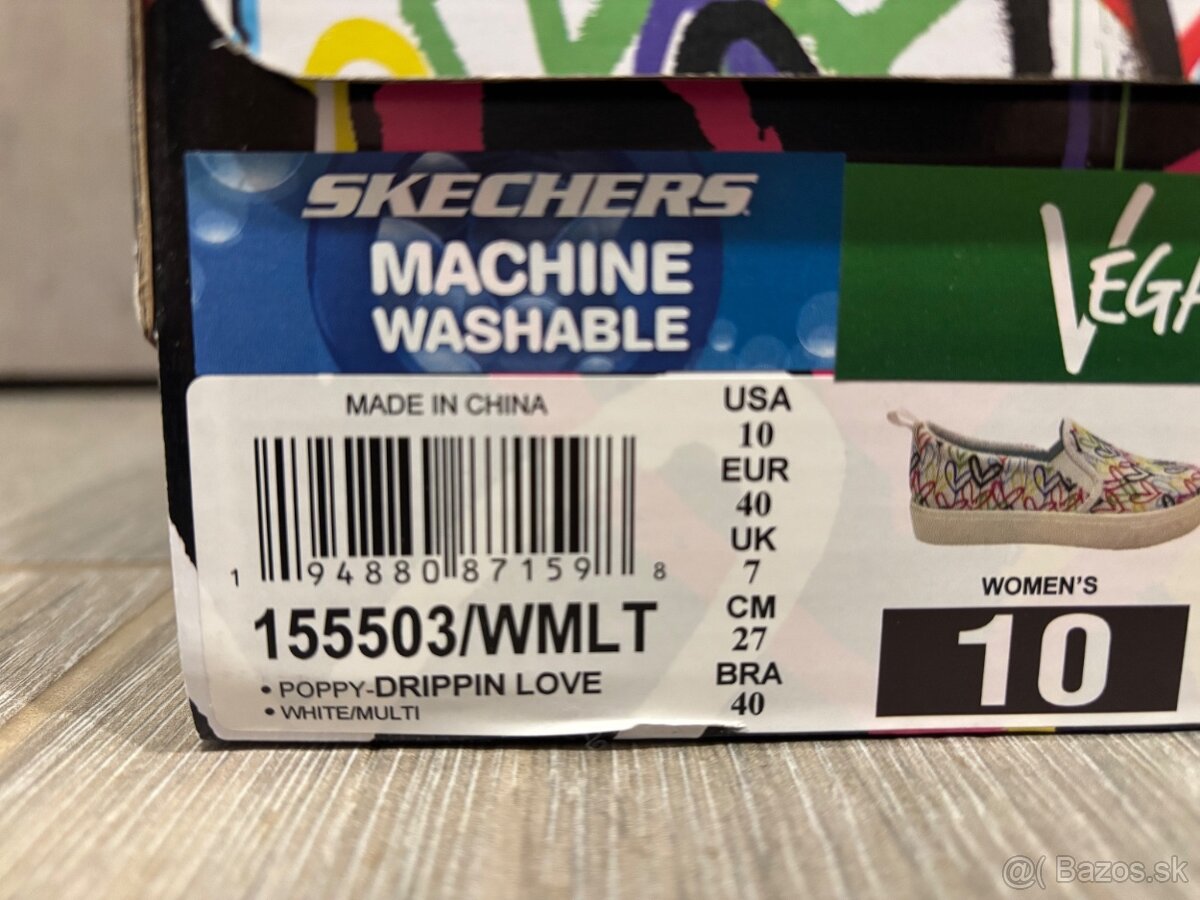 SKECHERS
MACHINE
WASHABLE
MADE IN CHINA
1 94880 87159 8
155503/WMLT
• POPPY-DRIPPIN LOVE
• WHITE/MULTI
USA
10
EUR
40
UK
7
CM
27
BRA
40
WOMEN'S
10
@( Bazos.sk